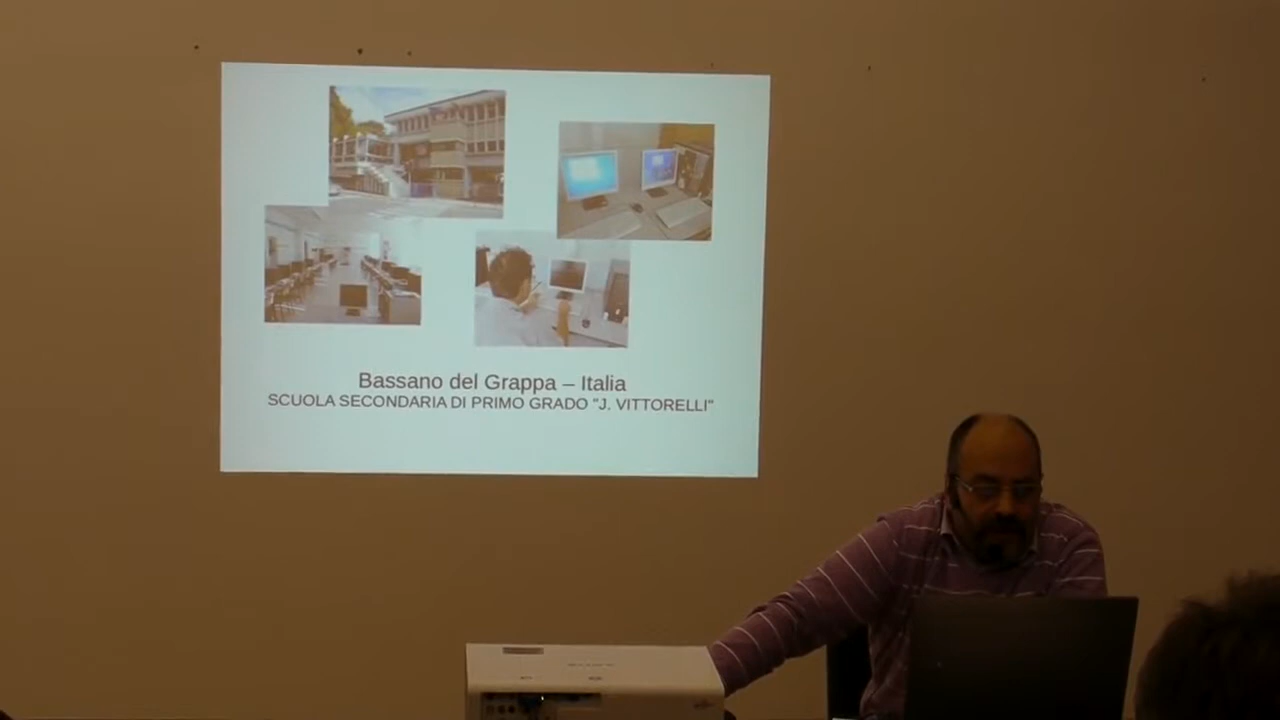 Bassano del Grappa – Italia
SCUOLA SECONDARIA DI PRIMO GRADO "J. VITTORELLI"